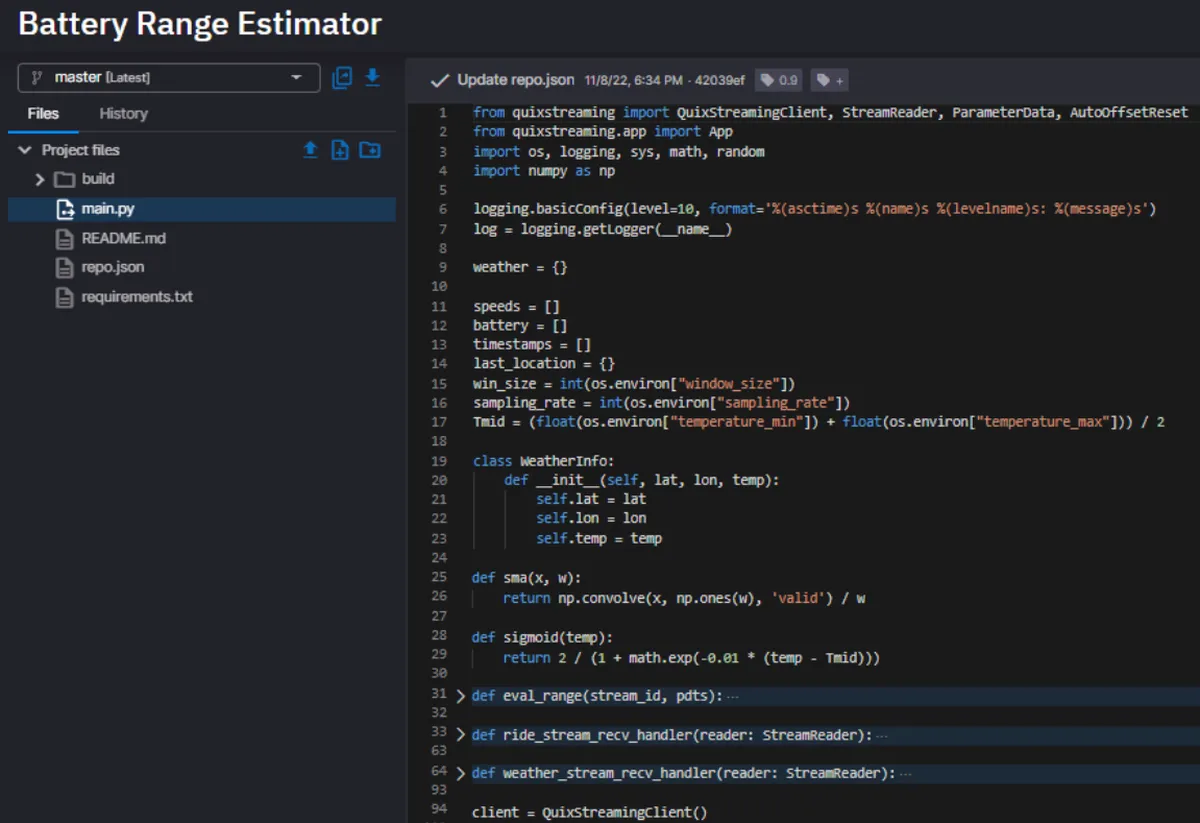 Battery Range Estimator
master [Latest]
Files History
Project files
build
main.py
README.md
repo.json
requirements.txt
Update repo.json 11/8/22, 6:34 PM · 42039ef 0.9 +
1 from quixstreaming import QuixStreamingClient, StreamReader, ParameterData, AutoOffsetReset
2 from quixstreaming.app import App
3 import os, logging, sys, math, random
4 import numpy as np
5
6 logging.basicConfig(level=10, format='%(asctime)s %(name)s %(levelname)s: %(message)s')
7 log = logging.getLogger(__name__)
8
9 weather = {}
10
11 speeds = []
12 battery = []
13 timestamps = []
14 last_location = {}
15 win_size = int(os.environ["window_size"])
16 sampling_rate = int(os.environ["sampling_rate"])
17 Tmid = (float(os.environ["temperature_min"]) + float(os.environ["temperature_max"])) / 2
18
19 class WeatherInfo:
20 def __init__(self, lat, lon, temp):
21 self.lat = lat
22 self.lon = lon
23 self.temp = temp
24
25 def sma(x, w):
26 return np.convolve(x, np.ones(w), 'valid') / w
27
28 def sigmoid(temp):
29 return 2 / (1 + math.exp(-0.01 * (temp - Tmid)))
30
31 def eval_range(stream_id, pdts): ···
32
33 def ride_stream_recv_handler(reader: StreamReader): ···
63
64 def weather_stream_recv_handler(reader: StreamReader): ···
93
94 client = QuixStreamingClient()